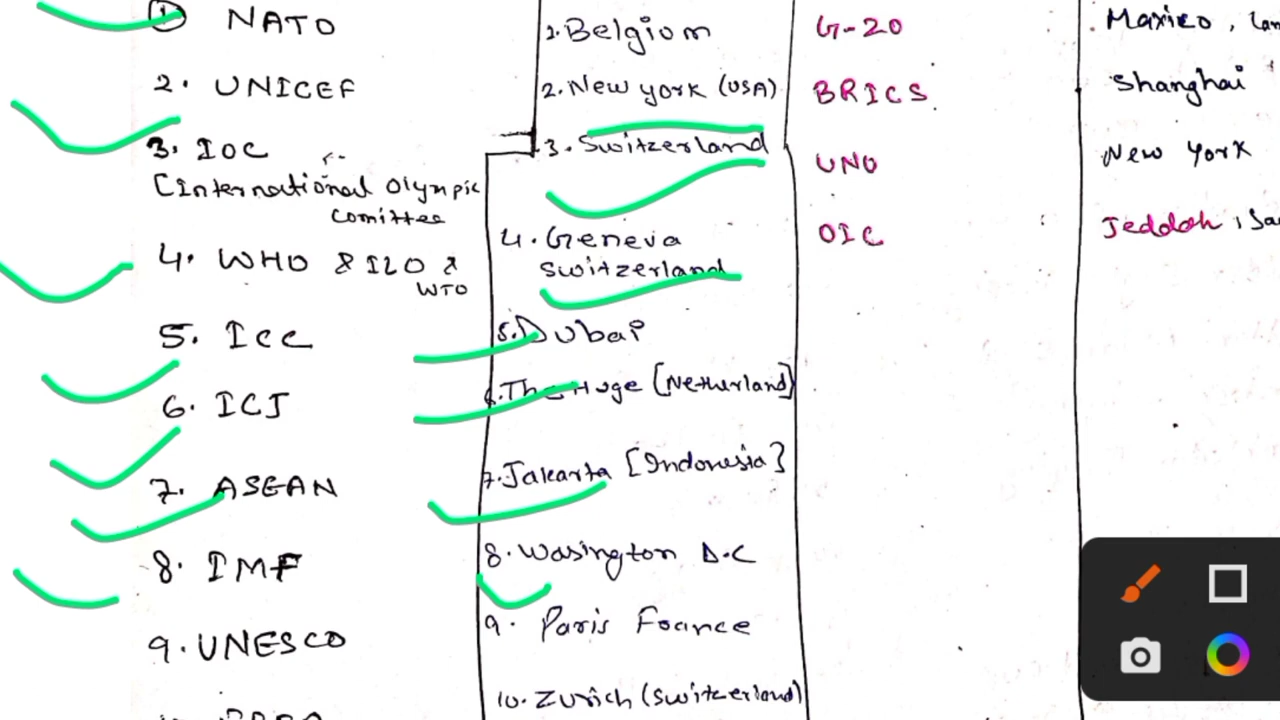 ① NATO
2. UNICEF
3. IOC
[International Olympic
Comittee
4. WHO & ILO &
WTO
5. ICC
6. ICJ
7. ASEAN
8. IMF
9. UNESCO
1. Belgiom
2. New york (USA)
3. Switzerland
4. Geneva
Switzerland
5. Dubai
6. The Huge [Netherland]
7. Jakarta [Indonesia]
8. Wasington D.C
9. Paris France
10. Zurich (Switzerland)
G-20
BRICS
UNO
OIC
Maxico,
Shanghai
New York
Jeddah,